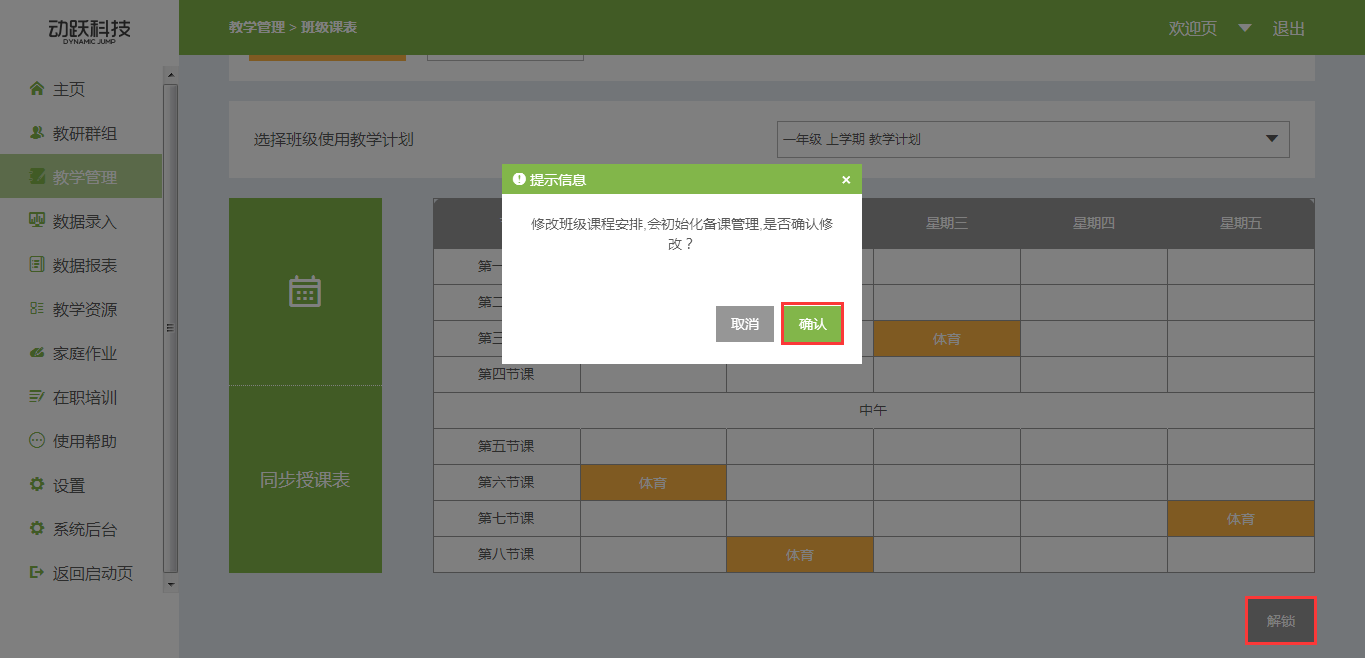 动跃科技
DYNAMIC JUMP
教学管理 > 班级课表
欢迎页
退出
主页
教研群组
教学管理
数据录入
数据报表
教学资源
家庭作业
在职培训
使用帮助
设置
系统后台
返回启动页
选择班级使用教学计划
一年级 上学期 教学计划
提示信息
×
修改班级课程安排,会初始化备课管理,是否确认修
改？
取消
确认
同步授课表
星期三
星期四
星期五
第一
第二
第三
体育
第四节课
中午
第五节课
第六节课
体育
第七节课
体育
第八节课
体育
解锁